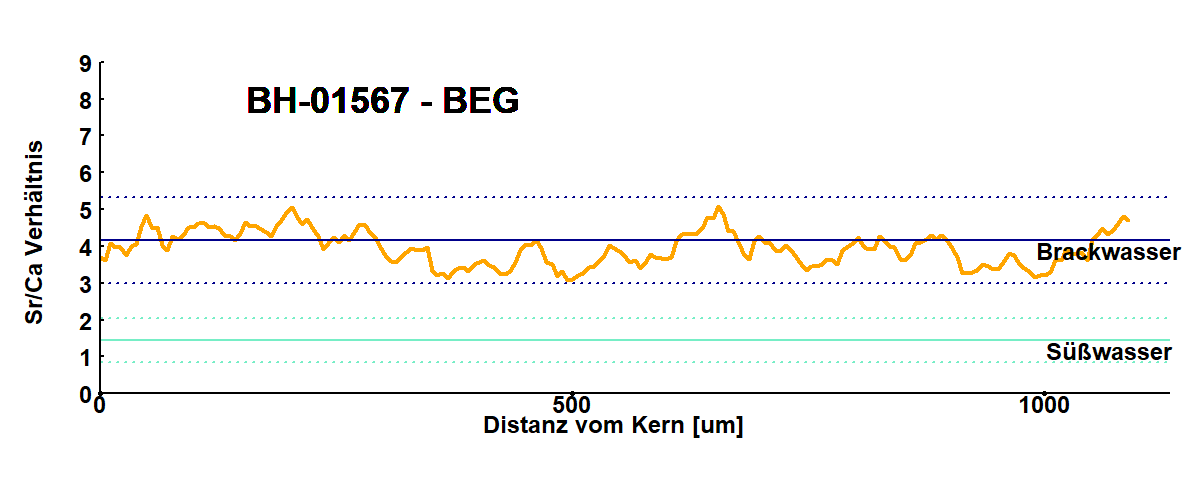 BH-01567 - BEG
Sr/Ca Verhältnis
9
8
7
6
5
4
3
2
1
0
Brackwasser
Süßwasser
0 500 1000
Distanz vom Kern [um]